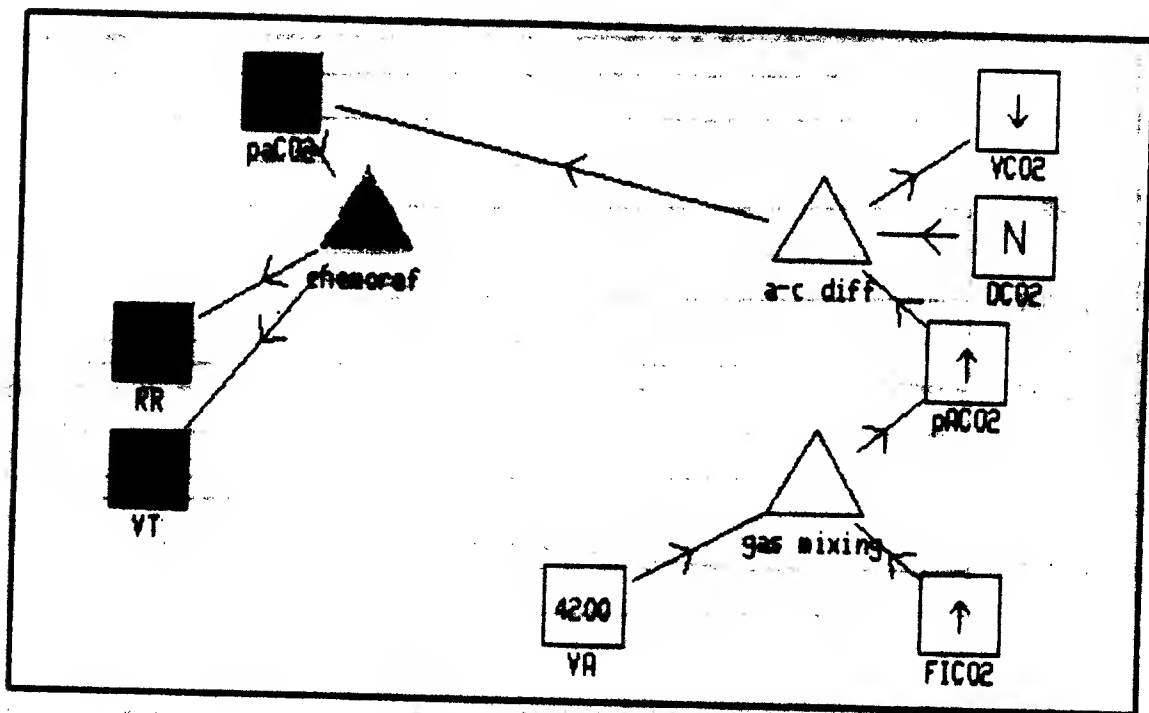 ↓
paCO2
VCO2
N
chemoref
a-c diff
DCO2
↑
RR
pACO2
VT
gas mixing
4200
↑
VA
FICO2